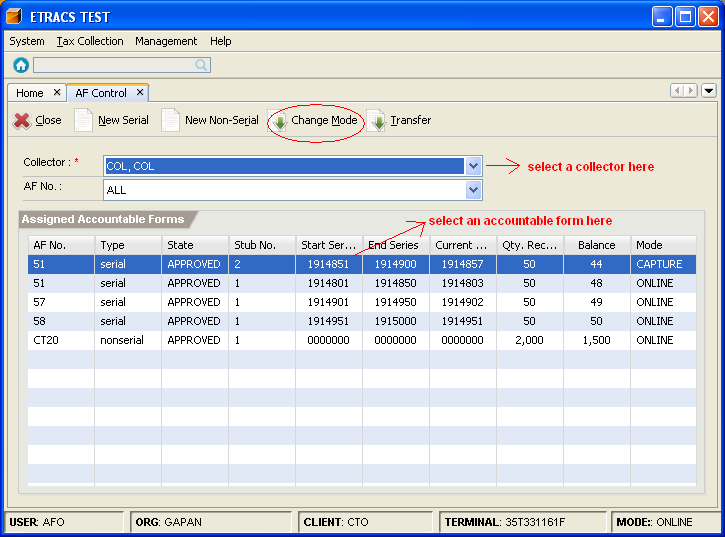 ETRACS TEST
System Tax Collection Management Help
Home AF Control
Close New Serial New Non-Serial Change Mode Transfer
Collector : * COL, COL select a collector here
AF No. : ALL
Assigned Accountable Forms select an accountable form here
AF No. Type State Stub No. Start Ser... End Series Current ... Qty. Rec... Balance Mode
51 serial APPROVED 2 1914851 1914900 1914857 50 44 CAPTURE
51 serial APPROVED 1 1914801 1914850 1914803 50 48 ONLINE
57 serial APPROVED 1 1914901 1914950 1914902 50 49 ONLINE
58 serial APPROVED 1 1914951 1915000 1914951 50 50 ONLINE
CT20 nonserial APPROVED 1 0000000 0000000 0000000 2,000 1,500 ONLINE
USER: AFO ORG: GAPAN CLIENT: CTO TERMINAL: 35T331161F MODE:: ONLINE